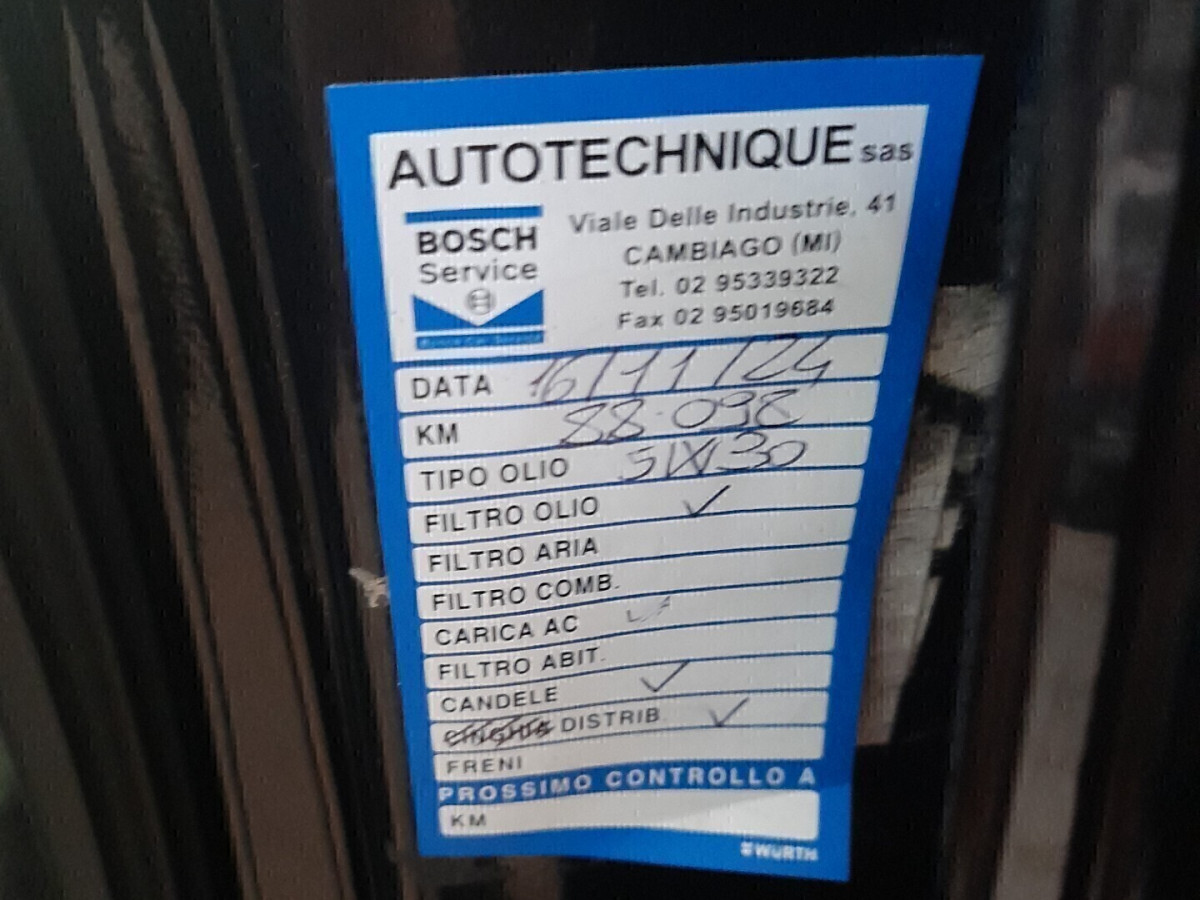 AUTOTECHNIQUE sas
BOSCH
Service
Viale Delle Industrie, 41
CAMBIAGO (MI)
Tel. 02 95339322
Fax 02 95019684
DATA 16/11/24
KM 88.098
TIPO OLIO 5W30
FILTRO OLIO ✓
FILTRO ARIA
FILTRO COMB.
CARICA AC
FILTRO ABIT.
CANDELE ✓
CINGHIA DISTRIB. ✓
FRENI
PROSSIMO CONTROLLO A
KM
WÜRTH